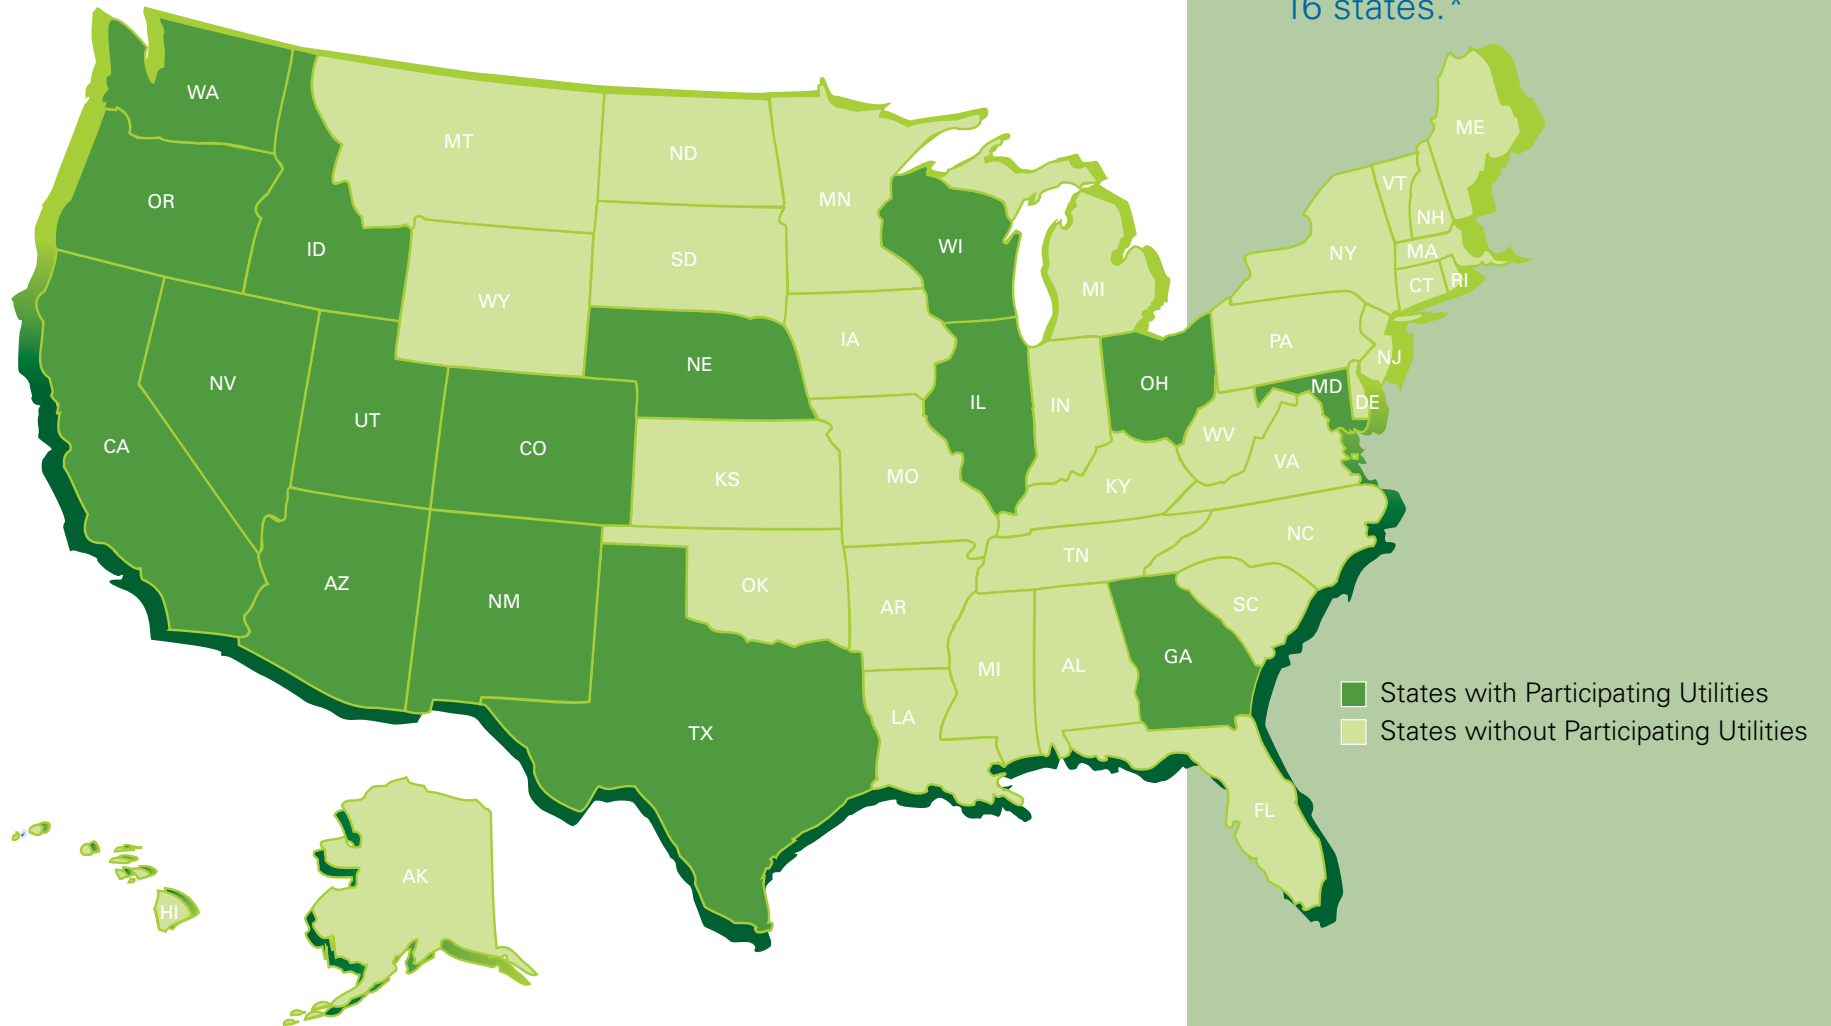 16 states.*
WA
MT
ND
MN
ME
OR
ID
WY
SD
WI
MI
NY
VT
NH
MA
CT
RI
NV
UT
CO
NE
IA
IL
IN
OH
PA
NJ
MD
DE
CA
KS
MO
WV
VA
KY
AZ
NM
OK
AR
TN
NC
SC
TX
LA
MI
AL
GA
FL
AK
HI
States with Participating Utilities
States without Participating Utilities